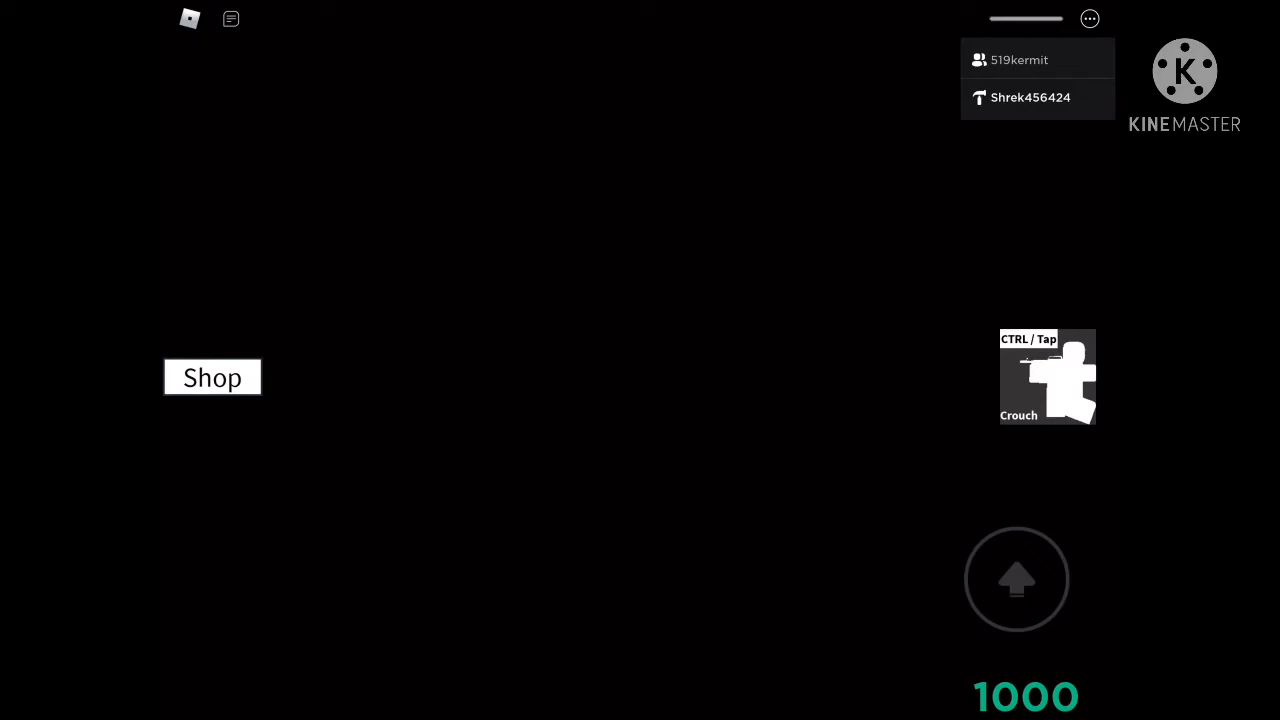 519kermit
Shrek456424
K
KINEMASTER
CTRL / Tap
Shop
Crouch
1000